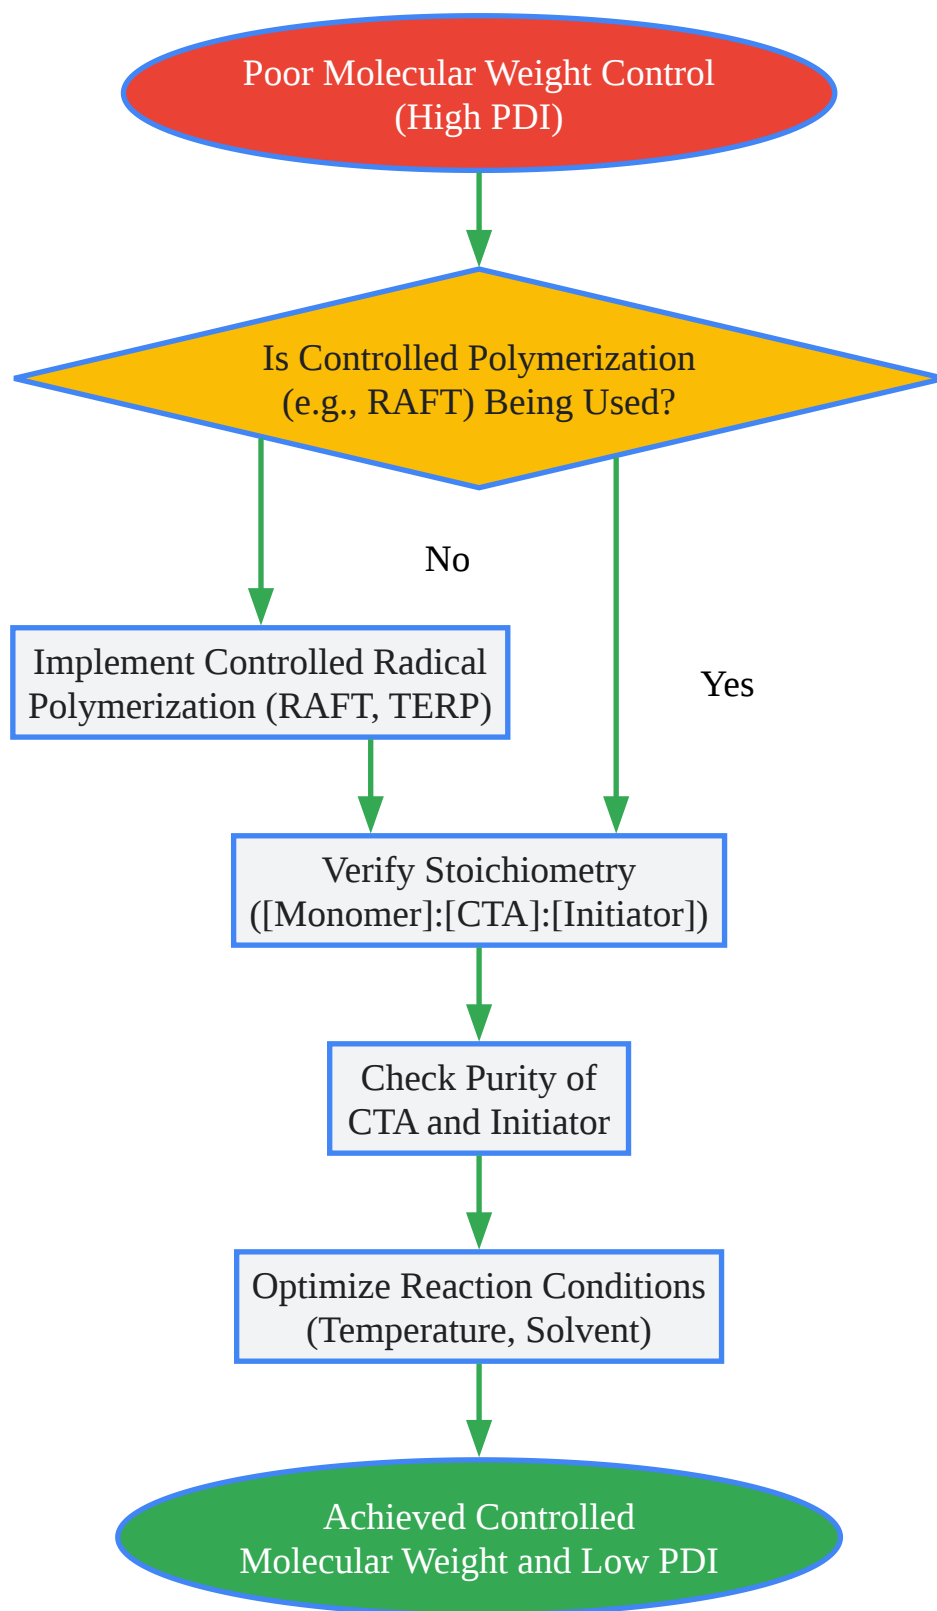 Poor Molecular Weight Control
(High PDI)
Is Controlled Polymerization
(e.g., RAFT) Being Used?
No
Implement Controlled Radical
Polymerization (RAFT, TERP)
Yes
Verify Stoichiometry
([Monomer]:[CTA]:[Initiator])
Check Purity of
CTA and Initiator
Optimize Reaction Conditions
(Temperature, Solvent)
Achieved Controlled
Molecular Weight and Low PDI